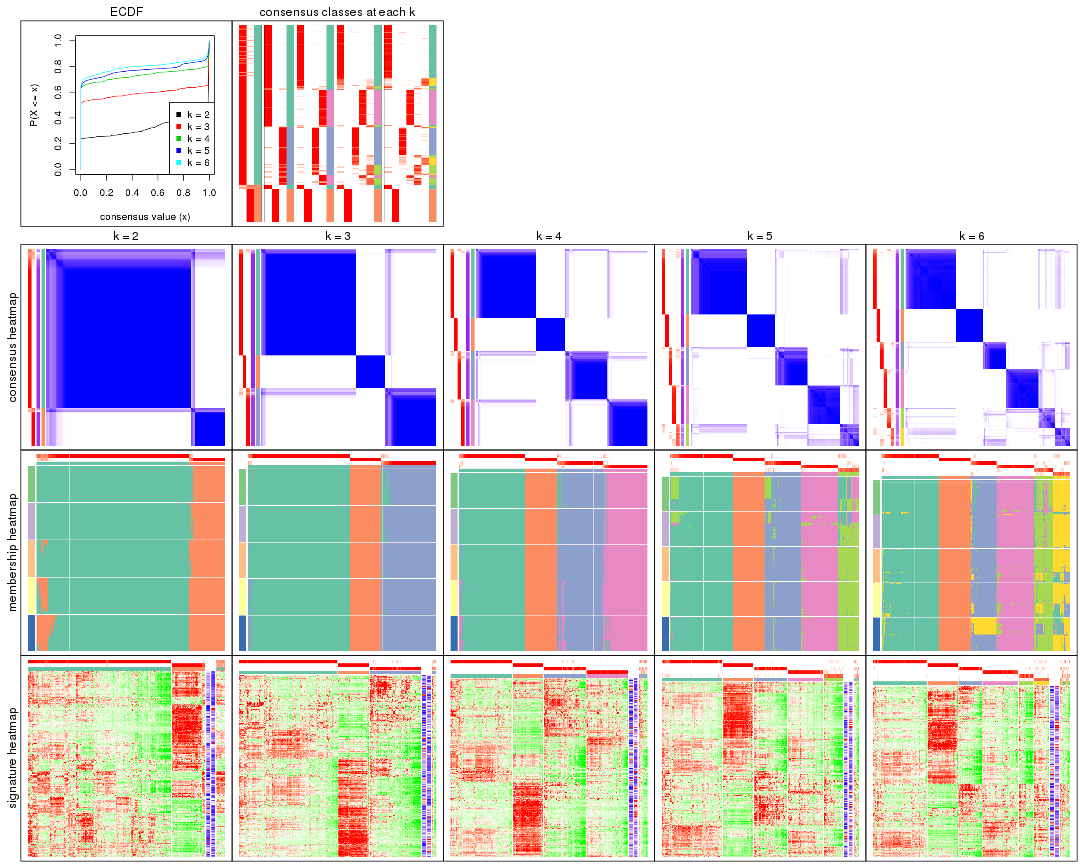 ECDF
consensus classes at each k
P(X <= x)
0.0
0.2
0.4
0.6
0.8
1.0
k = 2
k = 3
k = 4
k = 5
k = 6
0.0 0.2 0.4 0.6 0.8 1.0
consensus value (x)
k = 2
k = 3
k = 4
k = 5
k = 6
consensus heatmap
membership heatmap
signature heatmap